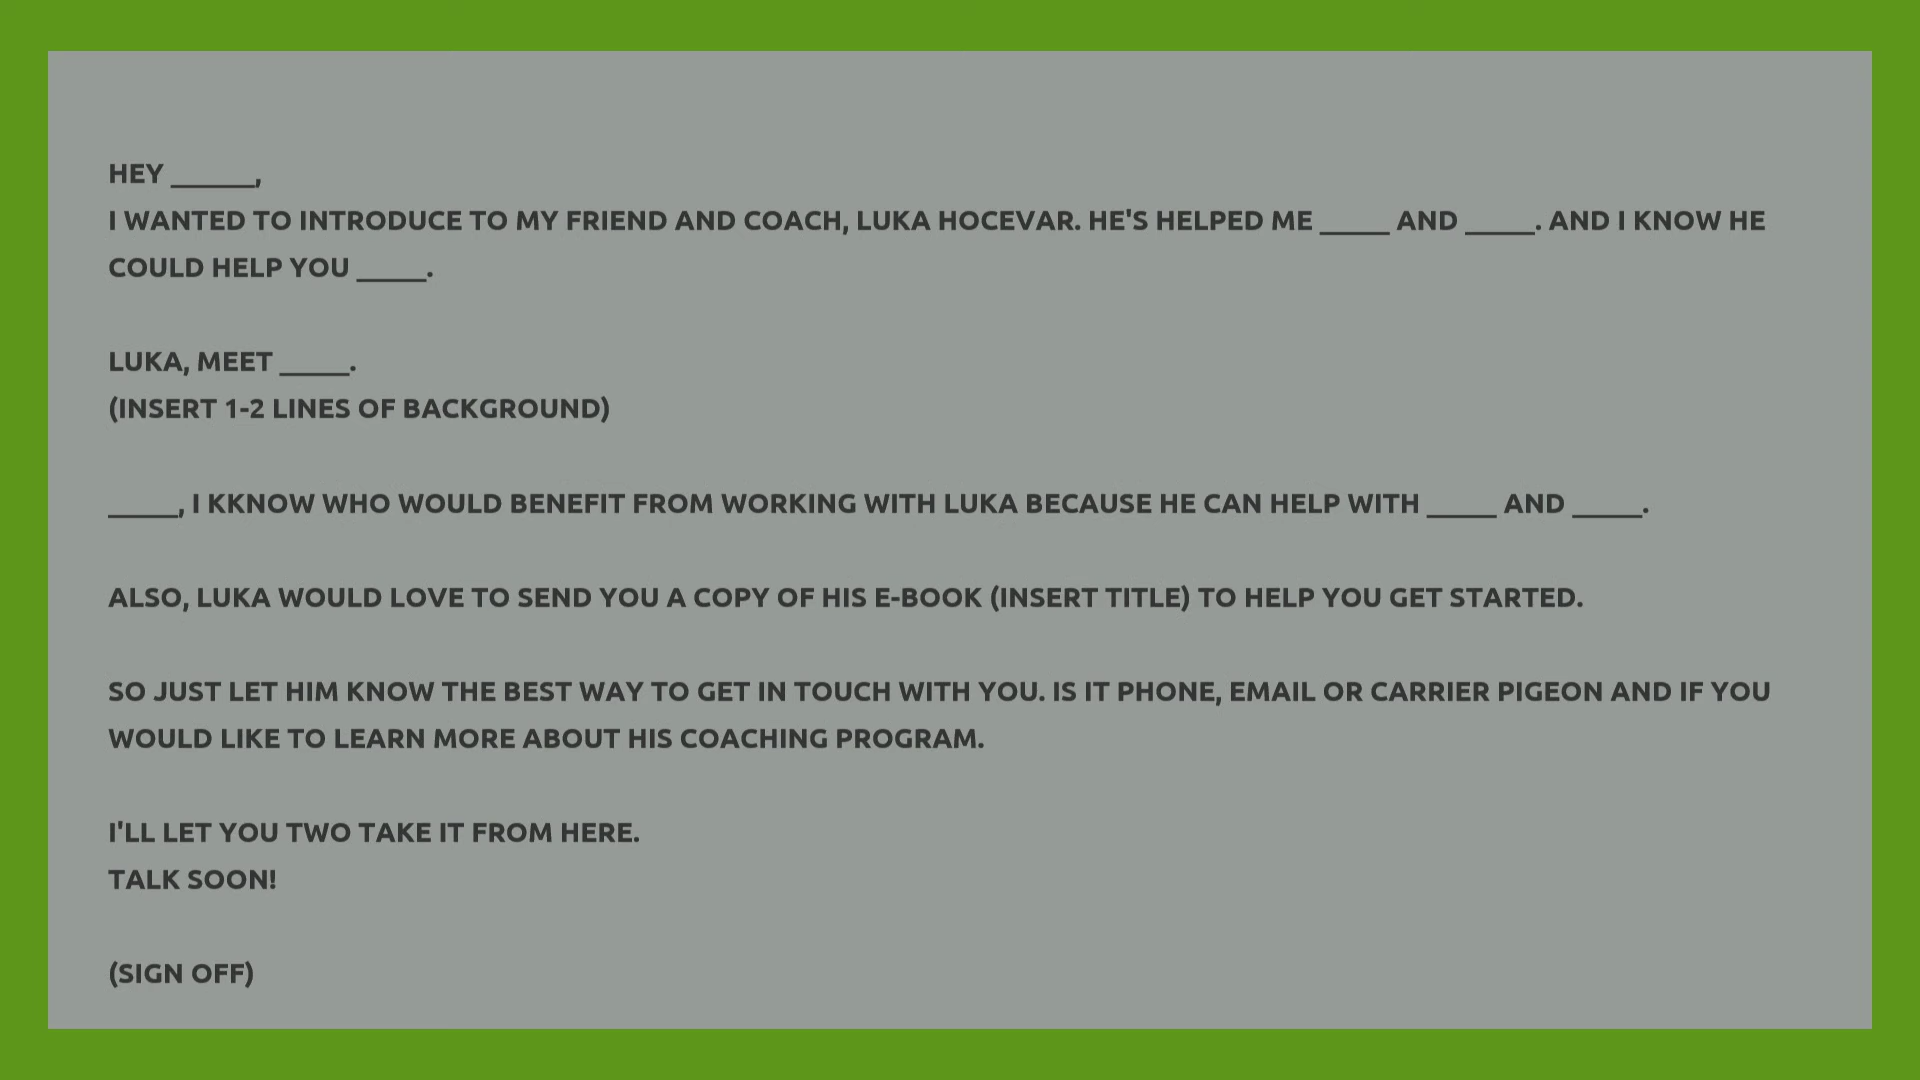 HEY ______,
I WANTED TO INTRODUCE TO MY FRIEND AND COACH, LUKA HOCEVAR. HE'S HELPED ME _____ AND _____. AND I KNOW HE
COULD HELP YOU _____.
LUKA, MEET _____.
(INSERT 1-2 LINES OF BACKGROUND)
_____, I KKNOW WHO WOULD BENEFIT FROM WORKING WITH LUKA BECAUSE HE CAN HELP WITH _____ AND _____.
ALSO, LUKA WOULD LOVE TO SEND YOU A COPY OF HIS E-BOOK (INSERT TITLE) TO HELP YOU GET STARTED.
SO JUST LET HIM KNOW THE BEST WAY TO GET IN TOUCH WITH YOU. IS IT PHONE, EMAIL OR CARRIER PIGEON AND IF YOU
WOULD LIKE TO LEARN MORE ABOUT HIS COACHING PROGRAM.
I'LL LET YOU TWO TAKE IT FROM HERE.
TALK SOON!
(SIGN OFF)